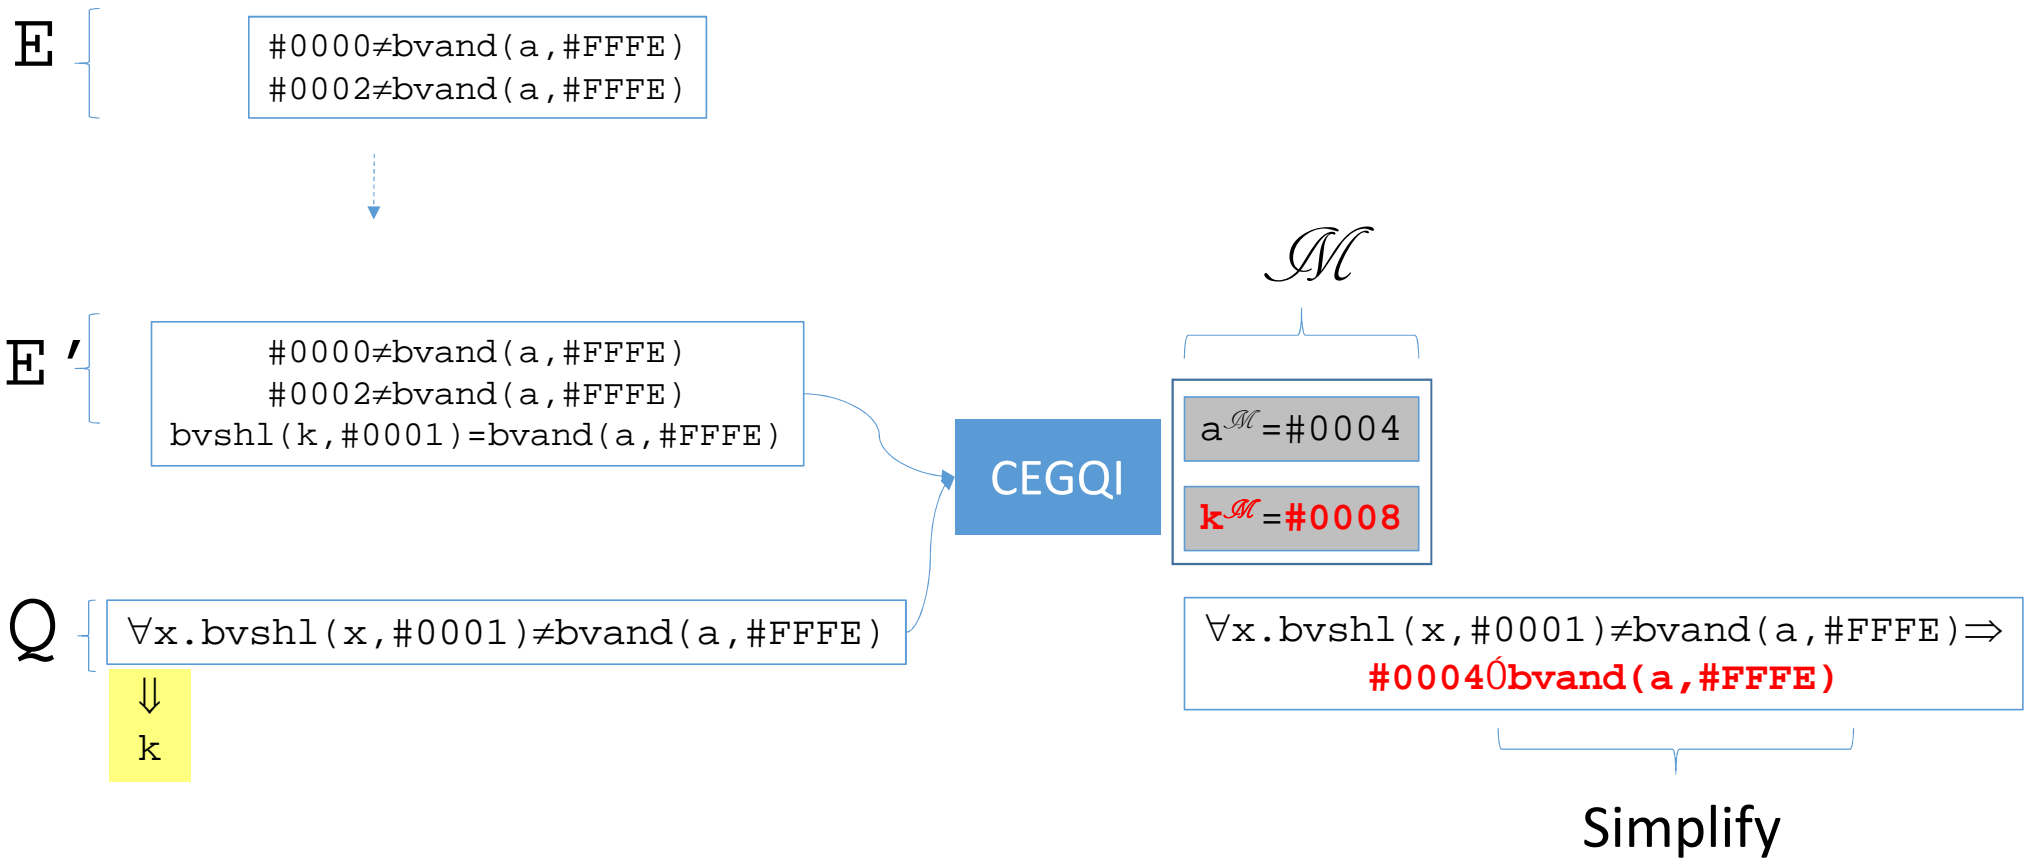 E
#0000≠bvand(a,#FFFE)
#0002≠bvand(a,#FFFE)
E'
#0000≠bvand(a,#FFFE)
#0002≠bvand(a,#FFFE)
bvshl(k,#0001)=bvand(a,#FFFE)
ℳ
CEGQI
aℳ=#0004
kℳ=#0008
Q
∀x.bvshl(x,#0001)≠bvand(a,#FFFE)
⇓
k
∀x.bvshl(x,#0001)≠bvand(a,#FFFE)⇒
#0004Óbvand(a,#FFFE)
Simplify